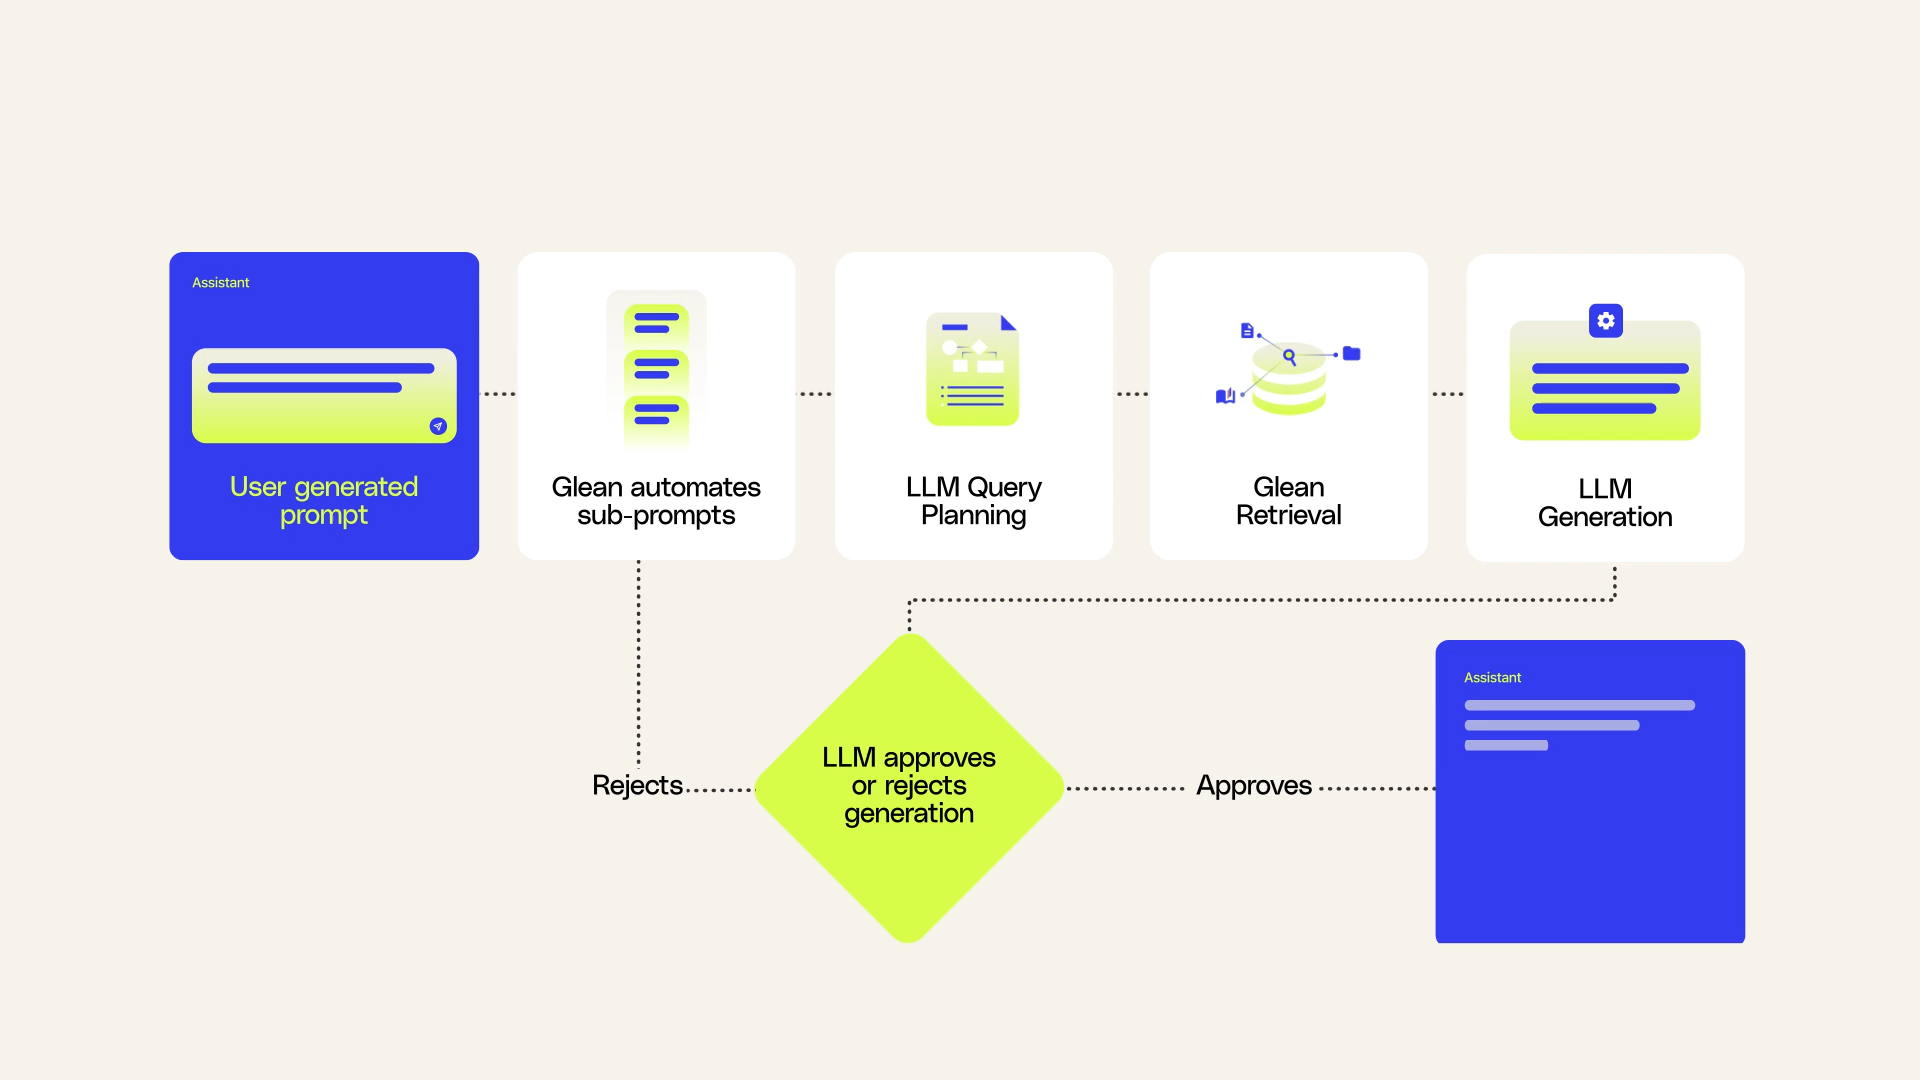 Assistant
User generated
prompt
Glean automates
sub-prompts
LLM Query
Planning
Glean
Retrieval
LLM
Generation
Rejects
LLM approves
or rejects
generation
Approves
Assistant